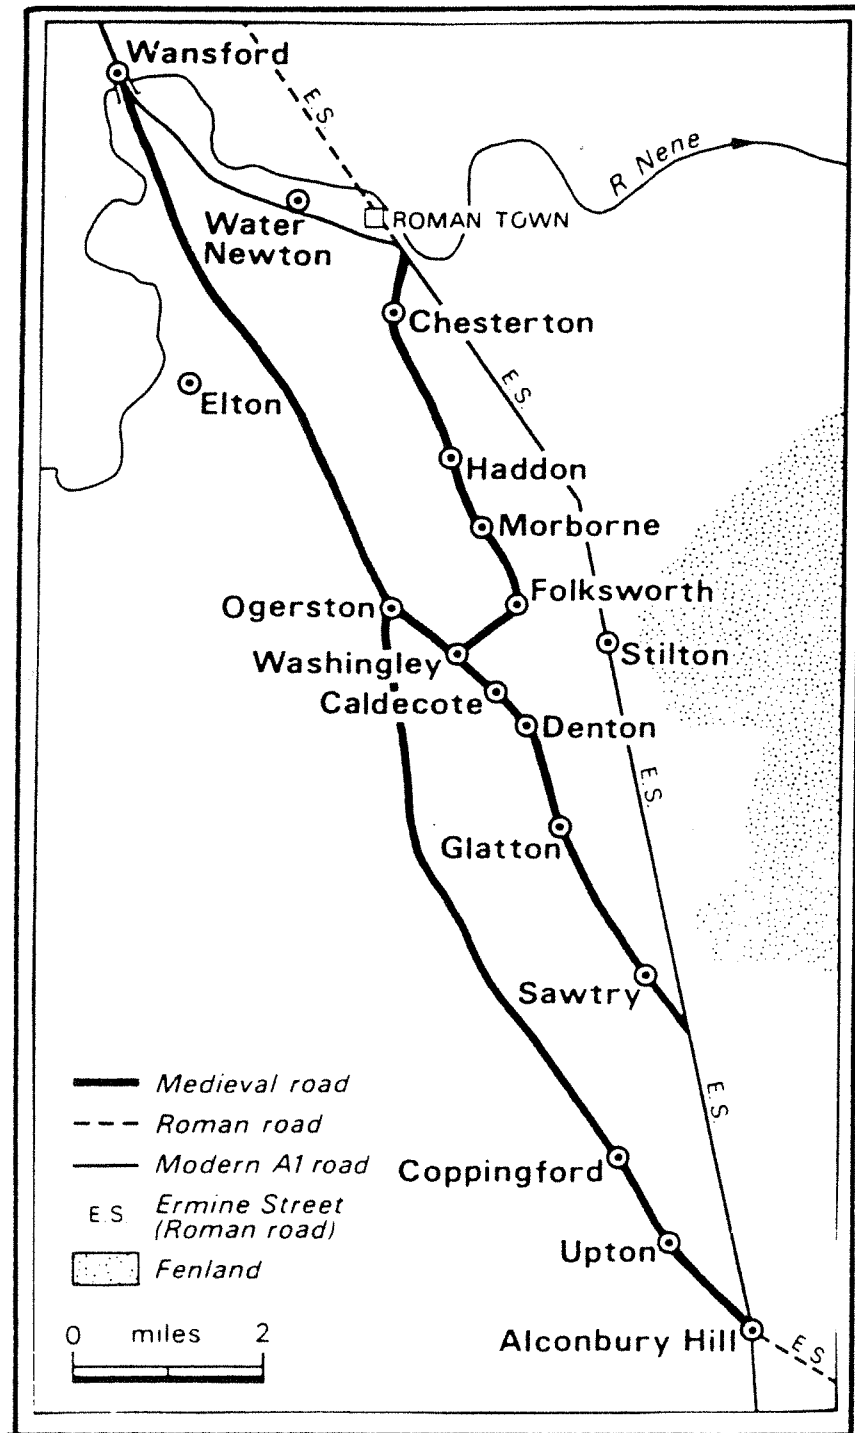 Wansford
E.S.
R Nene
Water
Newton
ROMAN TOWN
Chesterton
E.S.
Elton
Haddon
Morborne
Folksworth
Ogerston
Stilton
Washingley
Caldecote
Denton
E.S.
Glatton
Sawtry
E.S.
Coppingford
Upton
Alconbury Hill
E.S.
Medieval road
Roman road
Modern A1 road
E.S. Ermine Street
(Roman road)
Fenland
0 miles 2